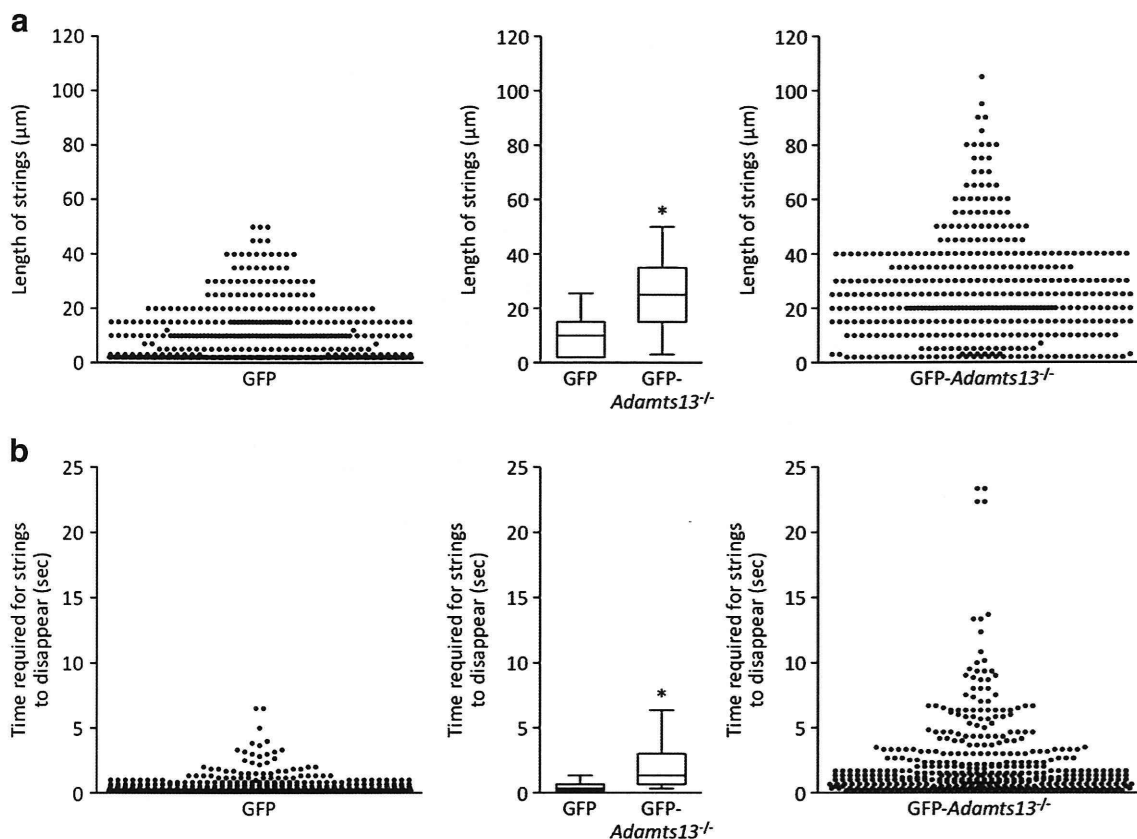 a
Length of strings (μm)
120
100
80
60
40
20
0
GFP
Length of strings (μm)
120
100
80
60
40
20
0
*
GFP
GFP-
Adamts13-/-
Length of strings (μm)
120
100
80
60
40
20
0
GFP-Adamts13-/-
b
Time required for strings
to disappear (sec)
25
20
15
10
5
0
GFP
Time required for strings
to disappear (sec)
25
20
15
10
5
0
*
GFP
GFP-
Adamts13-/-
Time required for strings
to disappear (sec)
25
20
15
10
5
0
GFP-Adamts13-/-